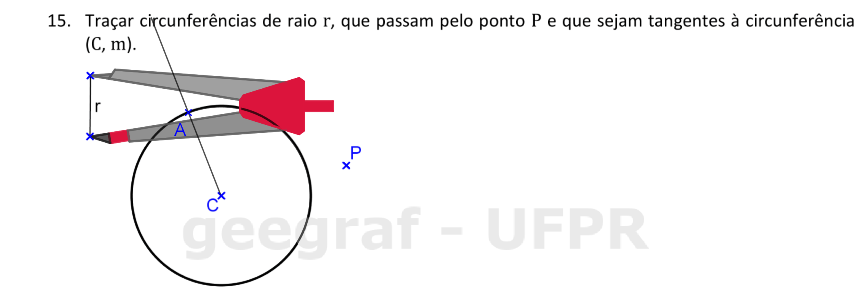 15. Traçar circunferências de raio r, que passam pelo ponto P e que sejam tangentes à circunferência
(C, m).
r
A
P
C
geegraf - UFPR